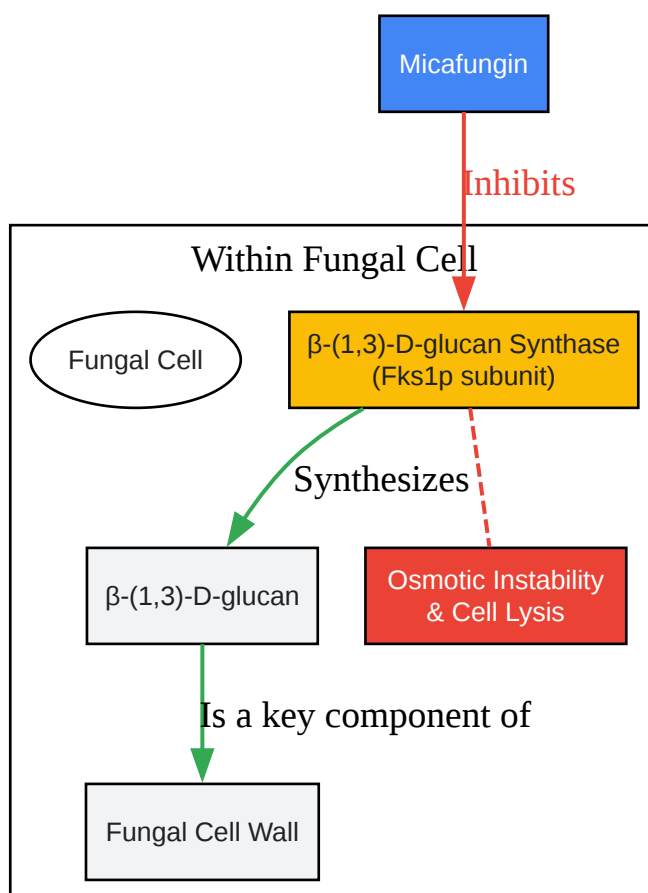 Micafungin
Inhibits
Within Fungal Cell
Fungal Cell
β-(1,3)-D-glucan Synthase
(Fks1p subunit)
Synthesizes
β-(1,3)-D-glucan
Osmotic Instability
& Cell Lysis
Is a key component of
Fungal Cell Wall